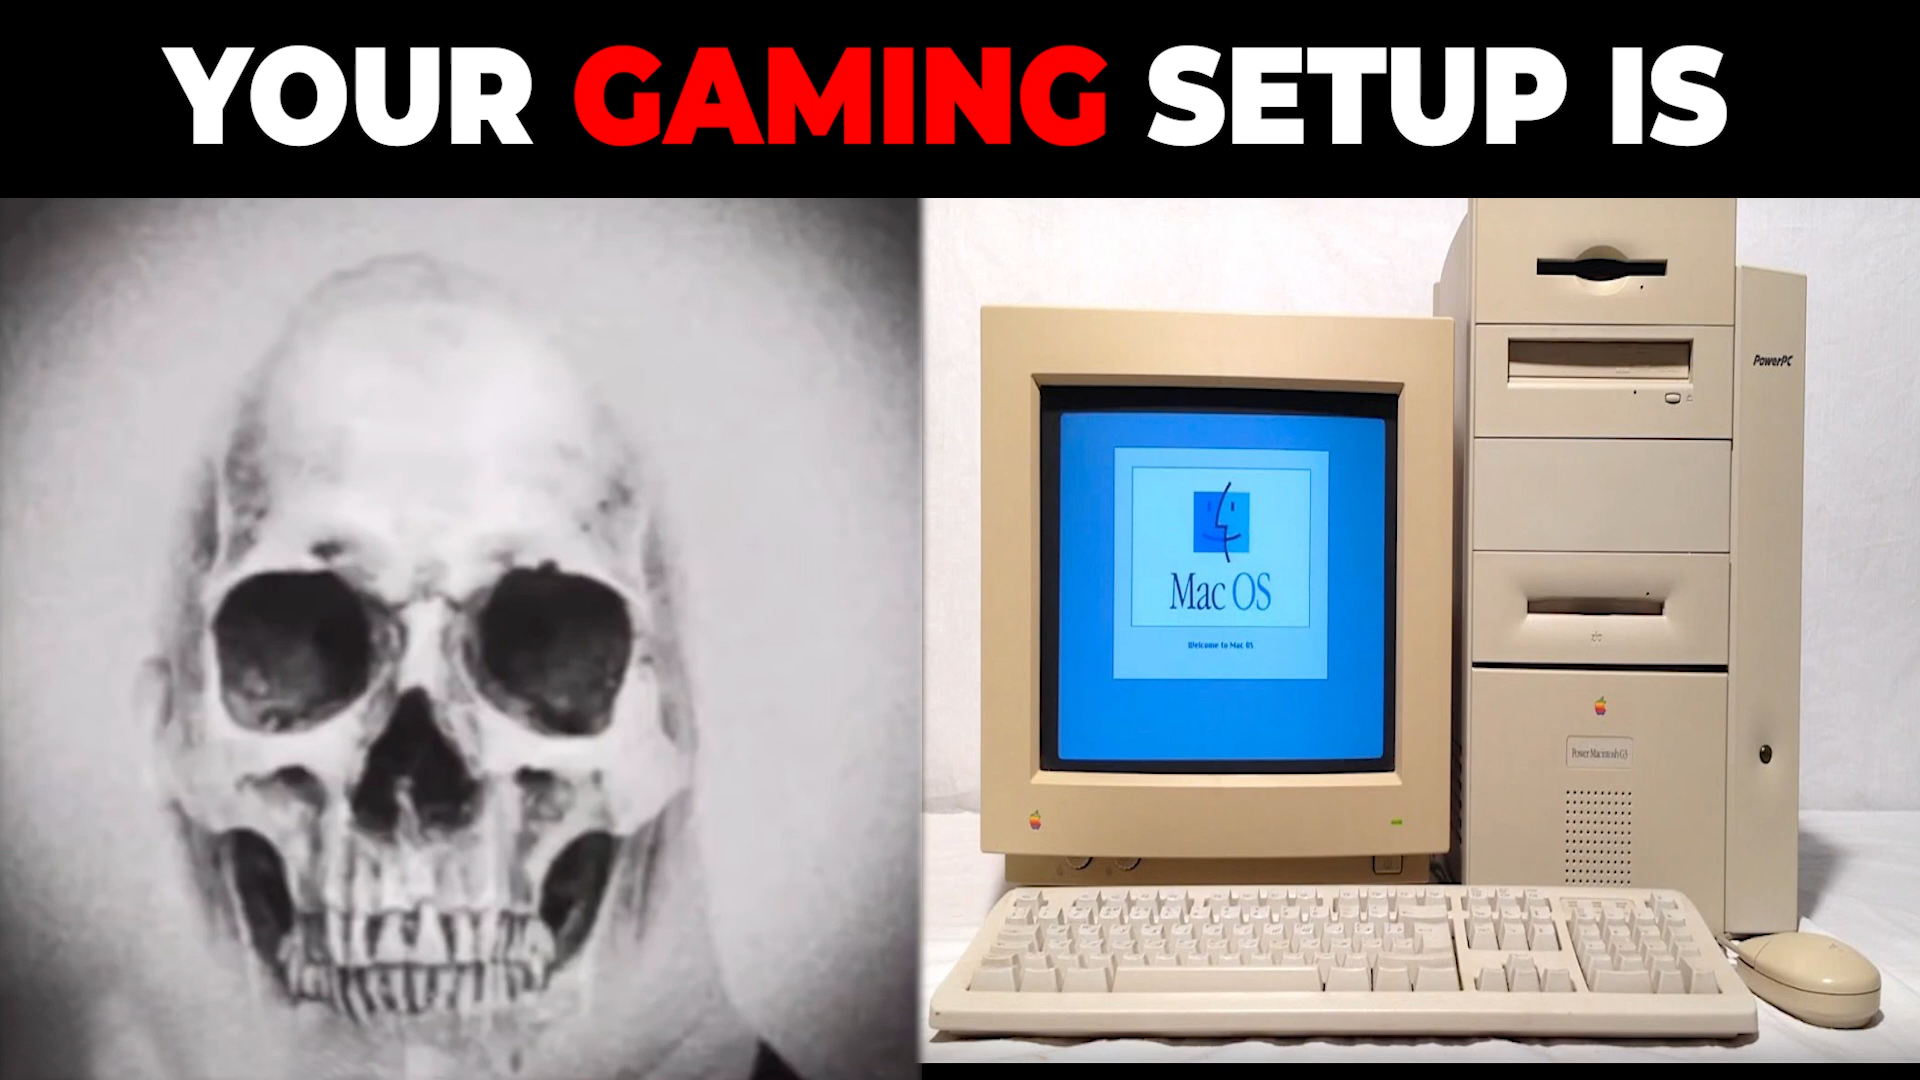 YOUR GAMING SETUP IS
PowerPC
Mac OS
Welcome to Mac OS
Power Macintosh G3